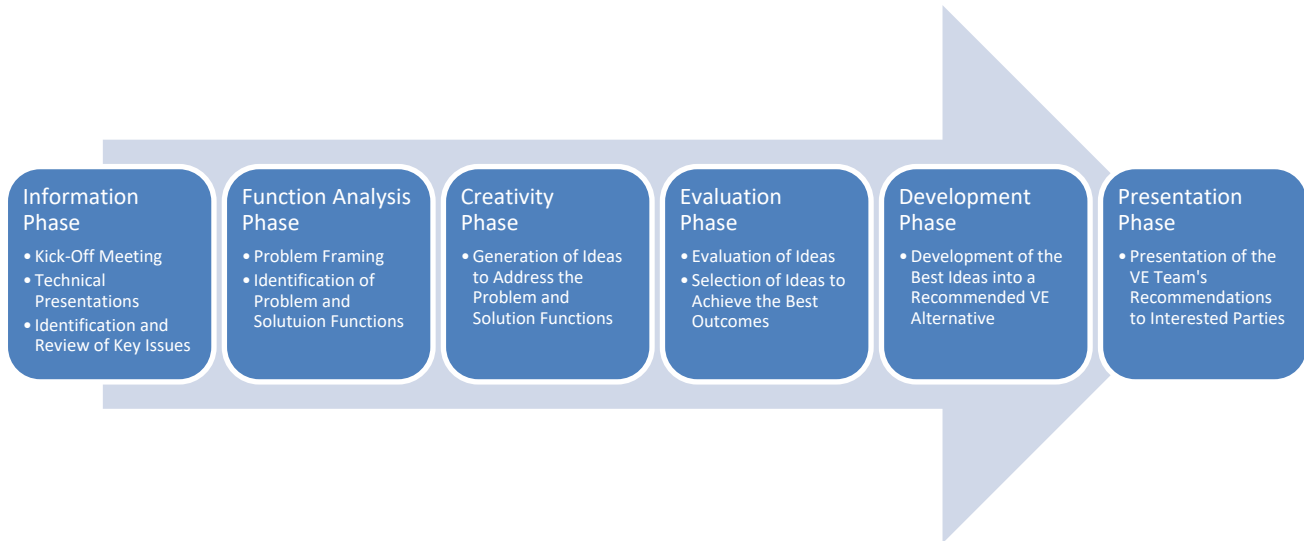 Information
Phase
• Kick-Off Meeting
• Technical
Presentations
• Identification and
Review of Key Issues
Function Analysis
Phase
• Problem Framing
• Identification of
Problem and
Solutuion Functions
Creativity
Phase
• Generation of Ideas
to Address the
Problem and
Solution Functions
Evaluation
Phase
• Evaluation of Ideas
• Selection of Ideas to
Achieve the Best
Outcomes
Development
Phase
• Development of the
Best Ideas into a
Recommended VE
Alternative
Presentation
Phase
• Presentation of the
VE Team's
Recommendations
to Interested Parties